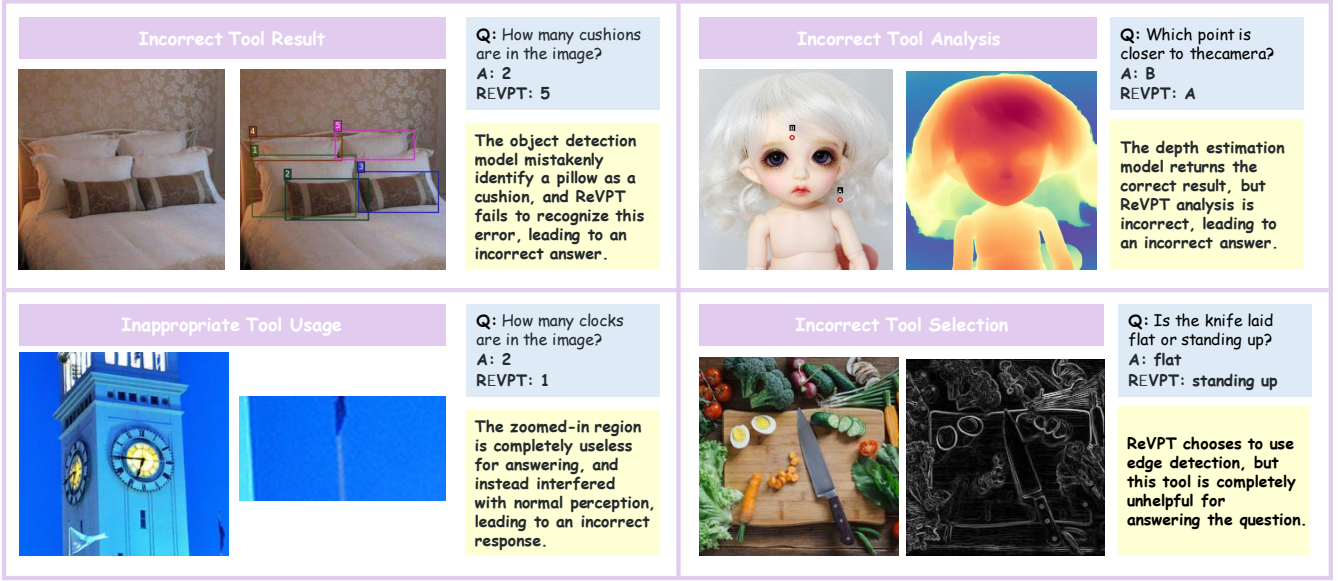 Incorrect Tool Result
4
5
1
2
3
Q: How many cushions
are in the image?
A: 2
REVPT: 5
The object detection
model mistakenly
identify a pillow as a
cushion, and ReVPT
fails to recognize this
error, leading to an
incorrect answer.
Incorrect Tool Analysis
B
A
Q: Which point is
closer to thecamera?
A: B
REVPT: A
The depth estimation
model returns the
correct result, but
ReVPT analysis is
incorrect, leading to
an incorrect answer.
Inappropriate Tool Usage
Q: How many clocks
are in the image?
A: 2
REVPT: 1
The zoomed-in region
is completely useless
for answering, and
instead interfered
with normal perception,
leading to an incorrect
response.
Incorrect Tool Selection
Q: Is the knife laid
flat or standing up?
A: flat
REVPT: standing up
ReVPT chooses to use
edge detection, but
this tool is completely
unhelpful for
answering the question.